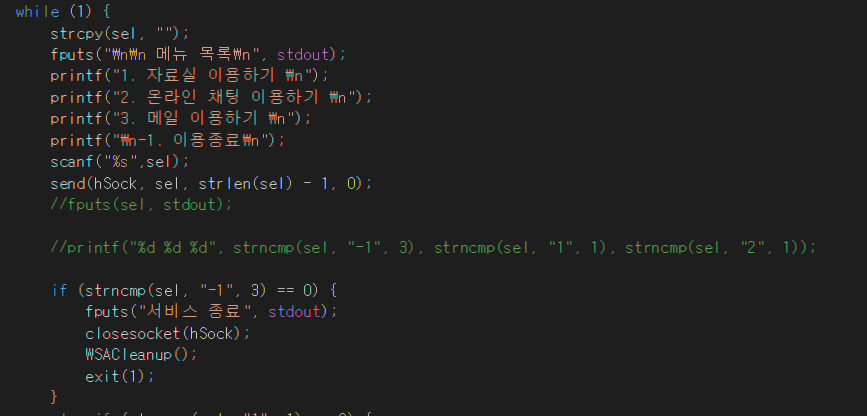 while (1) {
strcpy(sel, "");
fputs("₩n₩n 메뉴 목록₩n", stdout);
printf("1. 자료실 이용하기 ₩n");
printf("2. 온라인 채팅 이용하기 ₩n");
printf("3. 메일 이용하기 ₩n");
printf("₩n-1. 이용종료₩n");
scanf("%s",sel);
send(hSock, sel, strlen(sel) - 1, 0);
//fputs(sel, stdout);
//printf("%d %d %d", strncmp(sel, "-1", 3), strncmp(sel, "1", 1), strncmp(sel, "2", 1));
if (strncmp(sel, "-1", 3) == 0) {
fputs("서비스 종료", stdout);
closesocket(hSock);
WSACleanup();
exit(1);
}